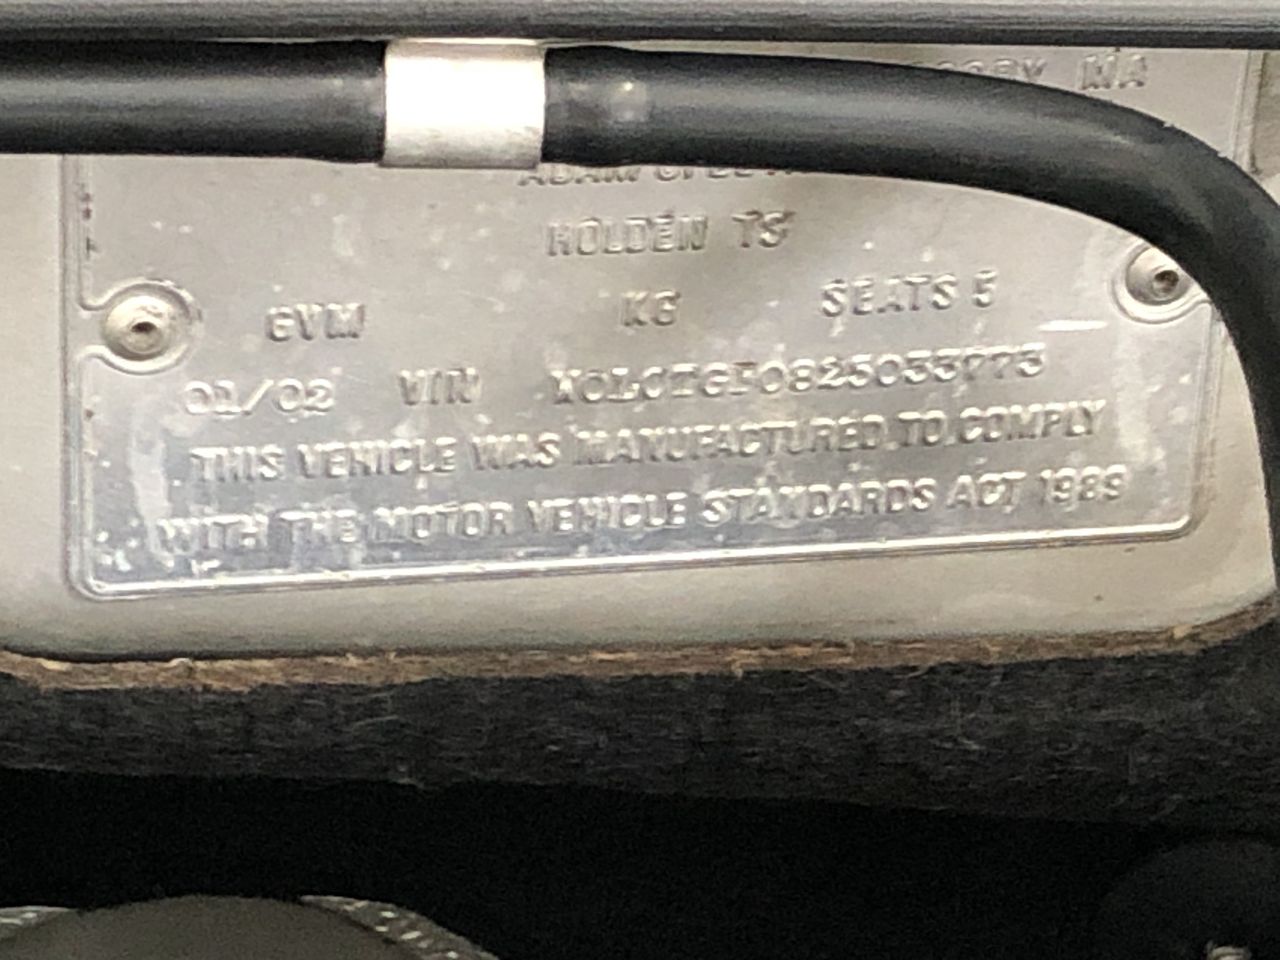 MA
HOLDEN TS
GVM KG SEATS 5
01/02 VIN
THIS VEHICLE WAS MANUFACTURED TO COMPLY
WITH THE MOTOR VEHICLE STANDARDS ACT 1989